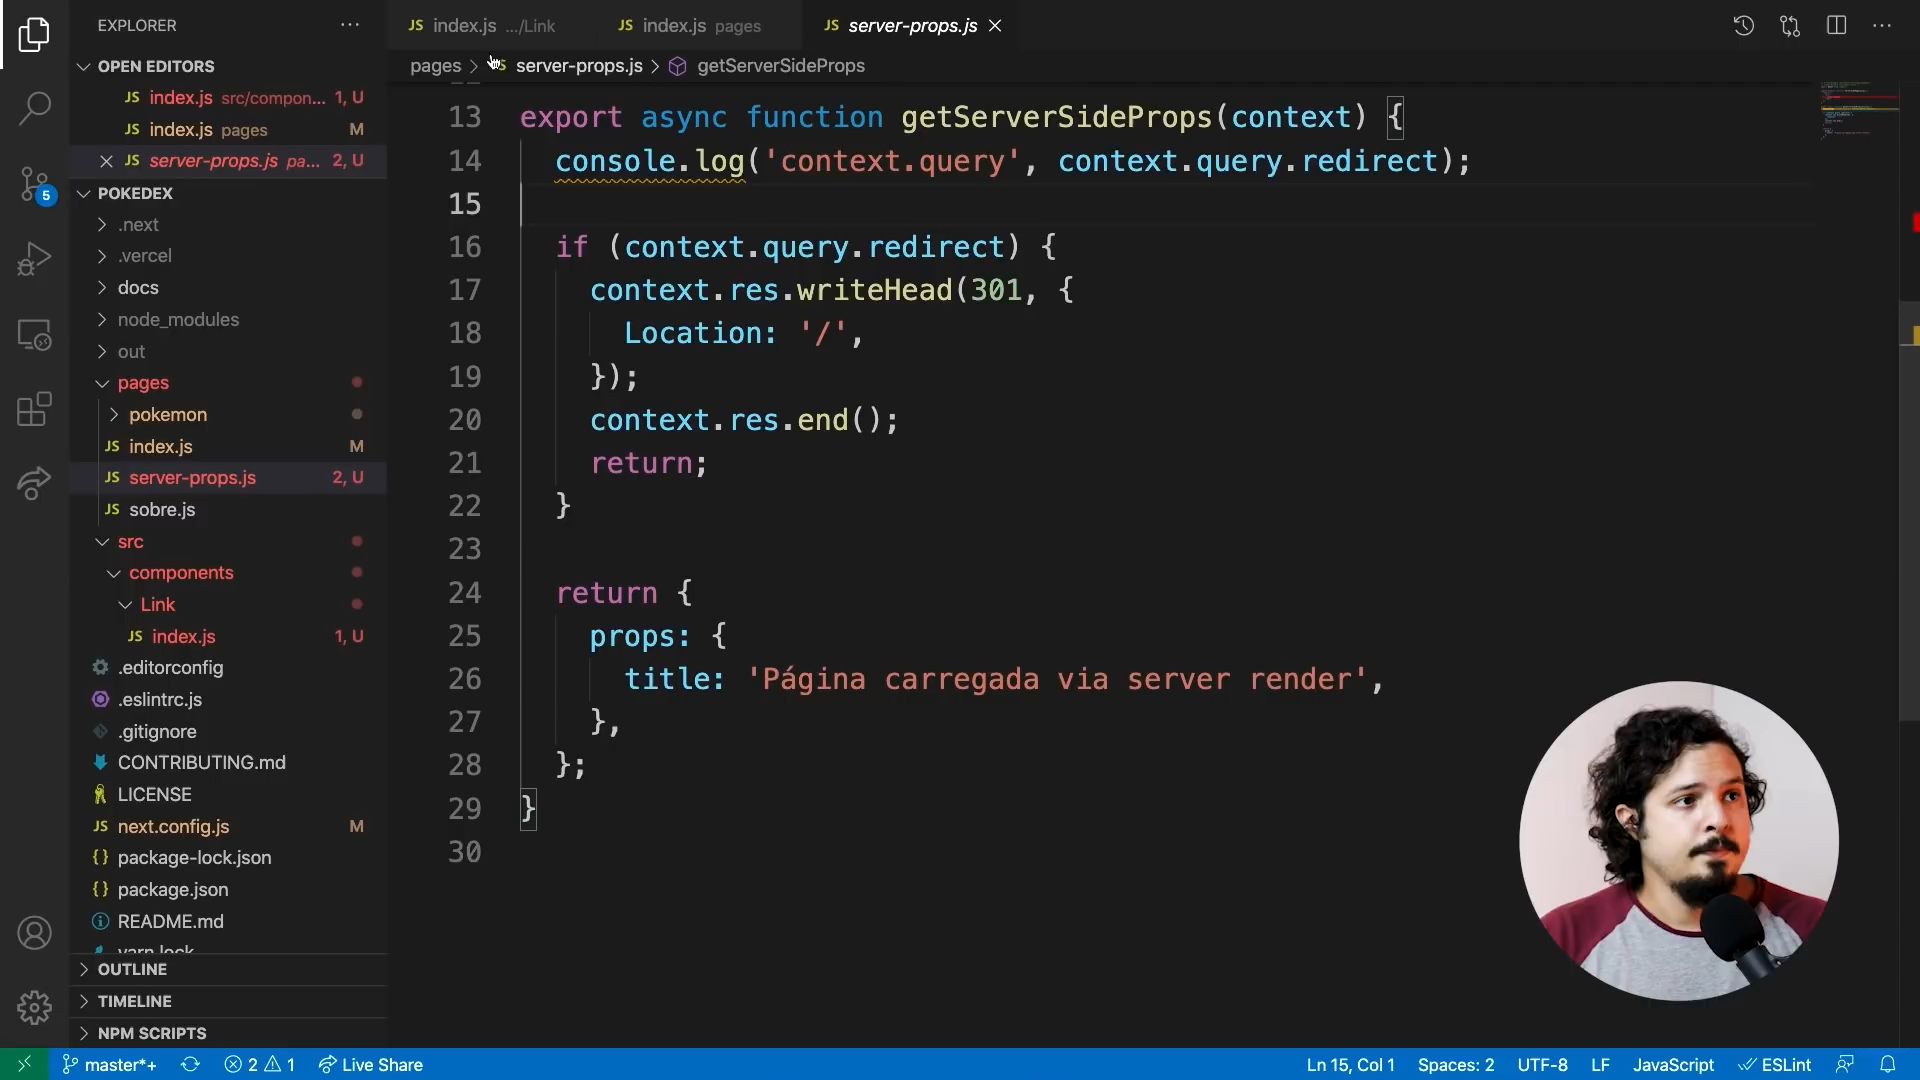 EXPLORER
OPEN EDITORS
JS index.js src/compon... 1, U
JS index.js pages M
JS server-props.js pa... 2, U
POKEDEX
.next
.vercel
docs
node_modules
out
pages
pokemon
JS index.js M
JS server-props.js 2, U
JS sobre.js
src
components
Link
JS index.js 1, U
.editorconfig
.eslintrc.js
.gitignore
CONTRIBUTING.md
LICENSE
JS next.config.js M
{} package-lock.json
{} package.json
README.md
yarn.lock
OUTLINE
TIMELINE
NPM SCRIPTS
5
JS index.js .../Link
JS index.js pages
JS server-props.js
pages > server-props.js > getServerSideProps
13 export async function getServerSideProps(context) {
14 console.log('context.query', context.query.redirect);
15
16 if (context.query.redirect) {
17 context.res.writeHead(301, {
18 Location: '/',
19 });
20 context.res.end();
21 return;
22 }
23
24 return {
25 props: {
26 title: 'Página carregada via server render',
27 },
28 };
29 }
30
master*+ 2 1 Live Share
Ln 15, Col 1 Spaces: 2 UTF-8 LF JavaScript ESLint